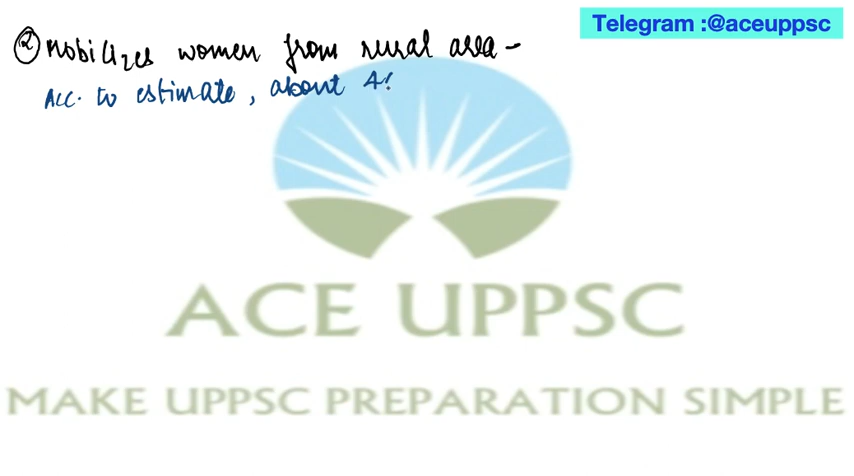 Telegram :@aceuppsc
② Mobilizes women from rural area -
Acc. to estimate, about 4
ACE UPPSC
MAKE UPPSC PREPARATION SIMPLE